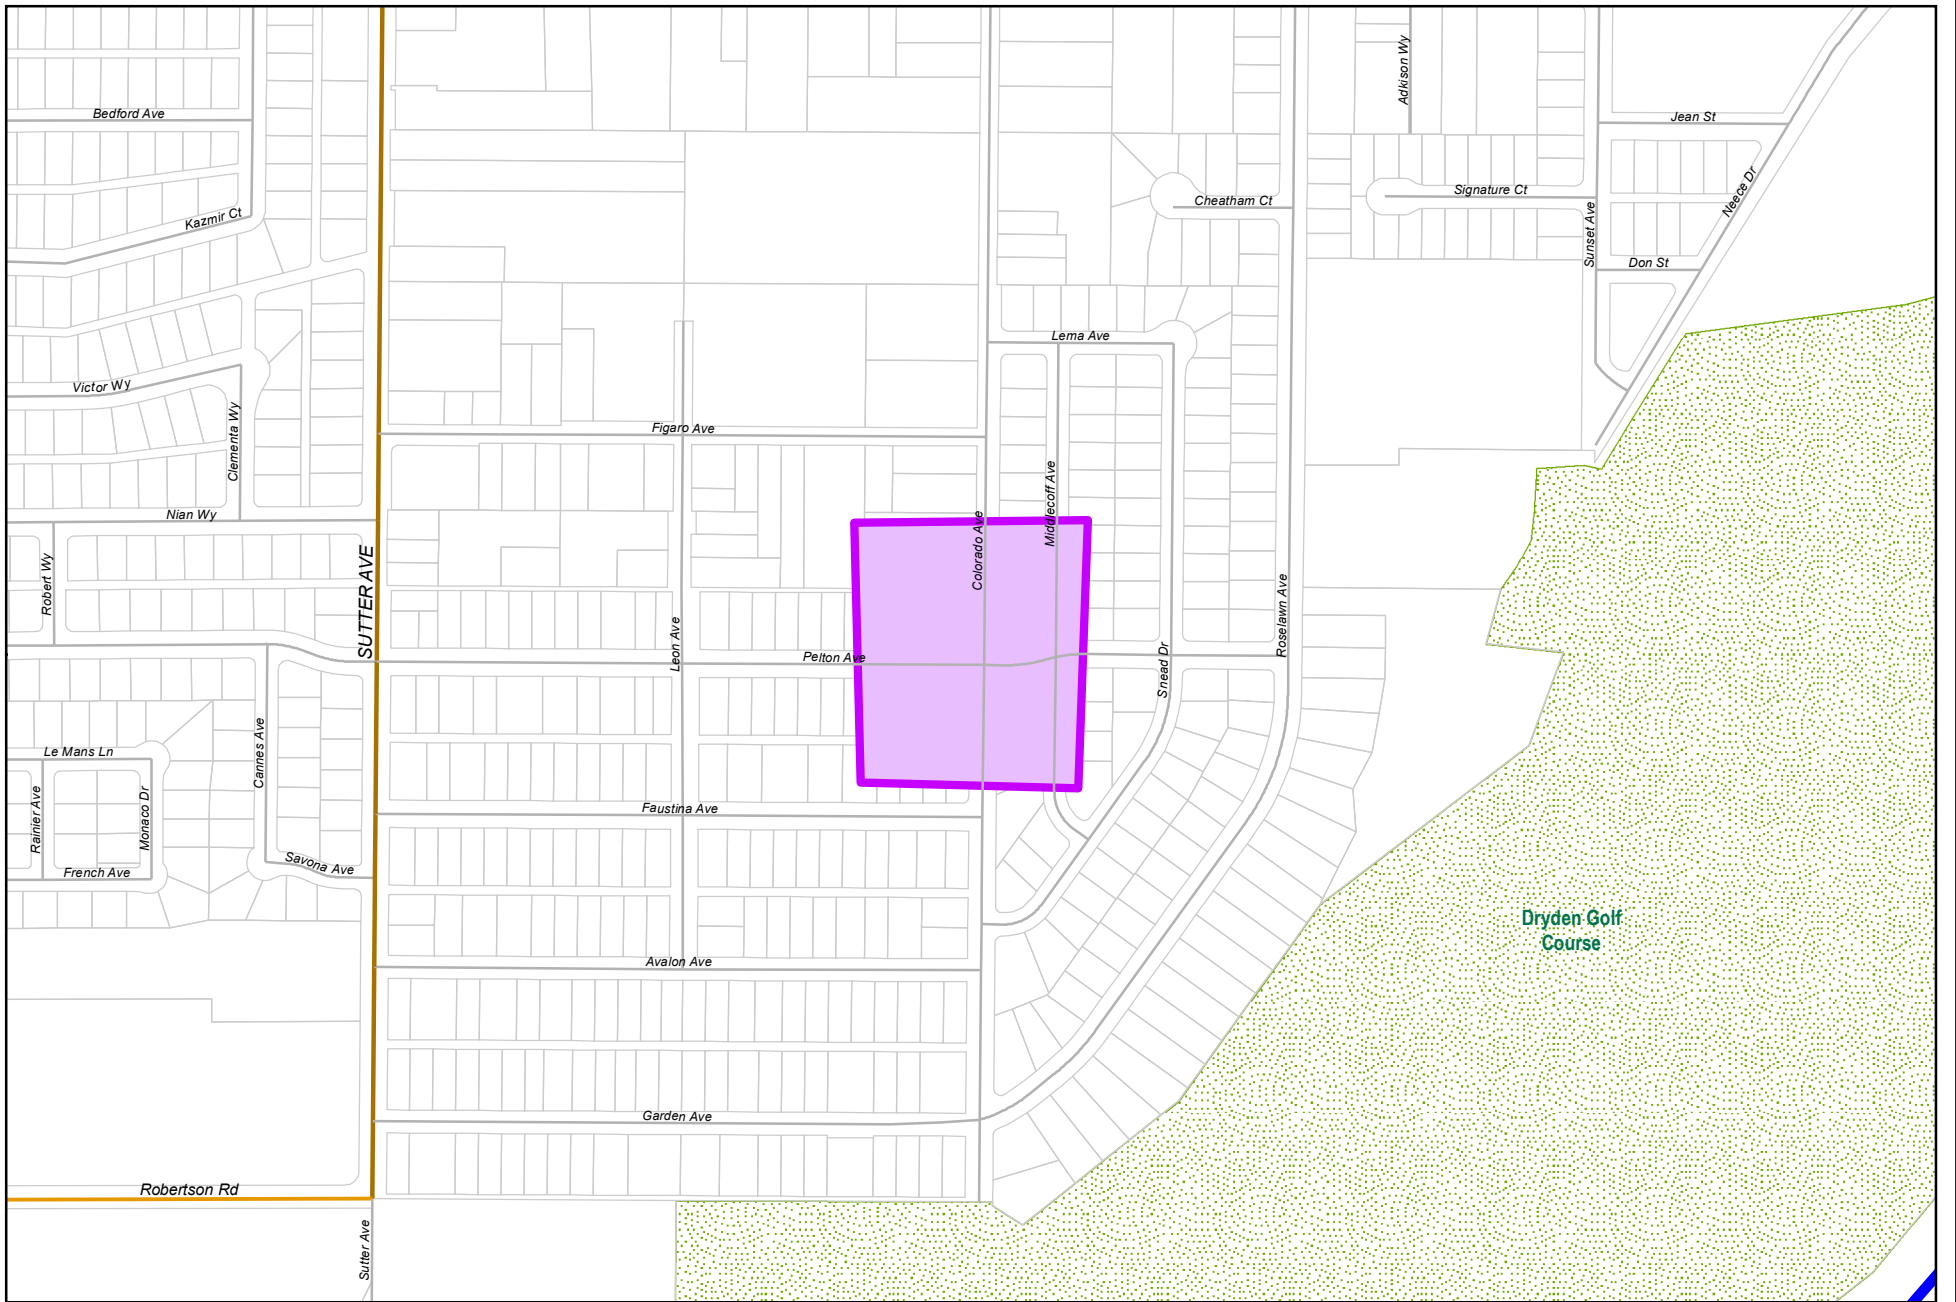 Adkison Wy
Bedford Ave
Jean St
Kazmir Ct
Cheatham Ct
Signature Ct
Neece Dr
Sunset Ave
Don St
Lema Ave
Victor Wy
Clementa Wy
Figaro Ave
Middlecoff Ave
Nian Wy
Colorado Ave
Robert Wy
SUTTER AVE
Roselawn Ave
Leon Ave
Pelton Ave
Snead Dr
Le Mans Ln
Cannes Ave
Rainier Ave
Monaco Dr
Faustina Ave
Savona Ave
French Ave
Dryden Golf
Course
Avalon Ave
Garden Ave
Robertson Rd
Sutter Ave